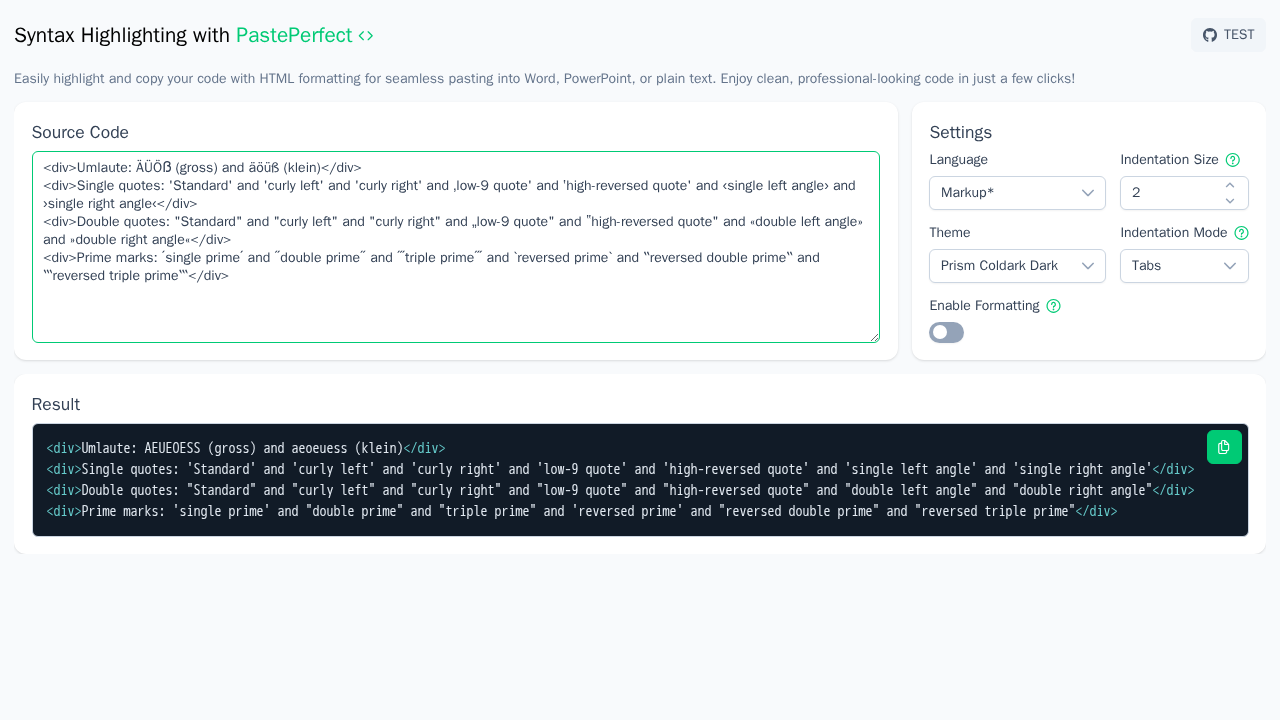 Syntax Highlighting with PastePerfect <>
TEST
Easily highlight and copy your code with HTML formatting for seamless pasting into Word, PowerPoint, or plain text. Enjoy clean, professional-looking code in just a few clicks!
Source Code
<div>Umlaute: ÄÜÖẞ (gross) and äöüß (klein)</div>
<div>Single quotes: 'Standard' and 'curly left' and 'curly right' and ‚low-9 quote' and ‛high-reversed quote' and ‹single left angle› and
›single right angle‹</div>
<div>Double quotes: "Standard" and "curly left" and "curly right" and „low-9 quote" and ‟high-reversed quote" and «double left angle»
and »double right angle«</div>
<div>Prime marks: ′single prime′ and ″double prime″ and ‴triple prime‴ and ‵reversed prime‵ and ‶reversed double prime‶ and
‷reversed triple prime‷</div>
Settings
Language
Indentation Size
Markup*
2
Theme
Indentation Mode
Prism Coldark Dark
Tabs
Enable Formatting
Result
<div>Umlaute: AEUEOESS (gross) and aeoeuess (klein)</div>
<div>Single quotes: 'Standard' and 'curly left' and 'curly right' and 'low-9 quote' and 'high-reversed quote' and 'single left angle' and 'single right angle'</div>
<div>Double quotes: "Standard" and "curly left" and "curly right" and "low-9 quote" and "high-reversed quote" and "double left angle" and "double right angle"</div>
<div>Prime marks: 'single prime' and "double prime" and "triple prime" and 'reversed prime' and "reversed double prime" and "reversed triple prime"</div>